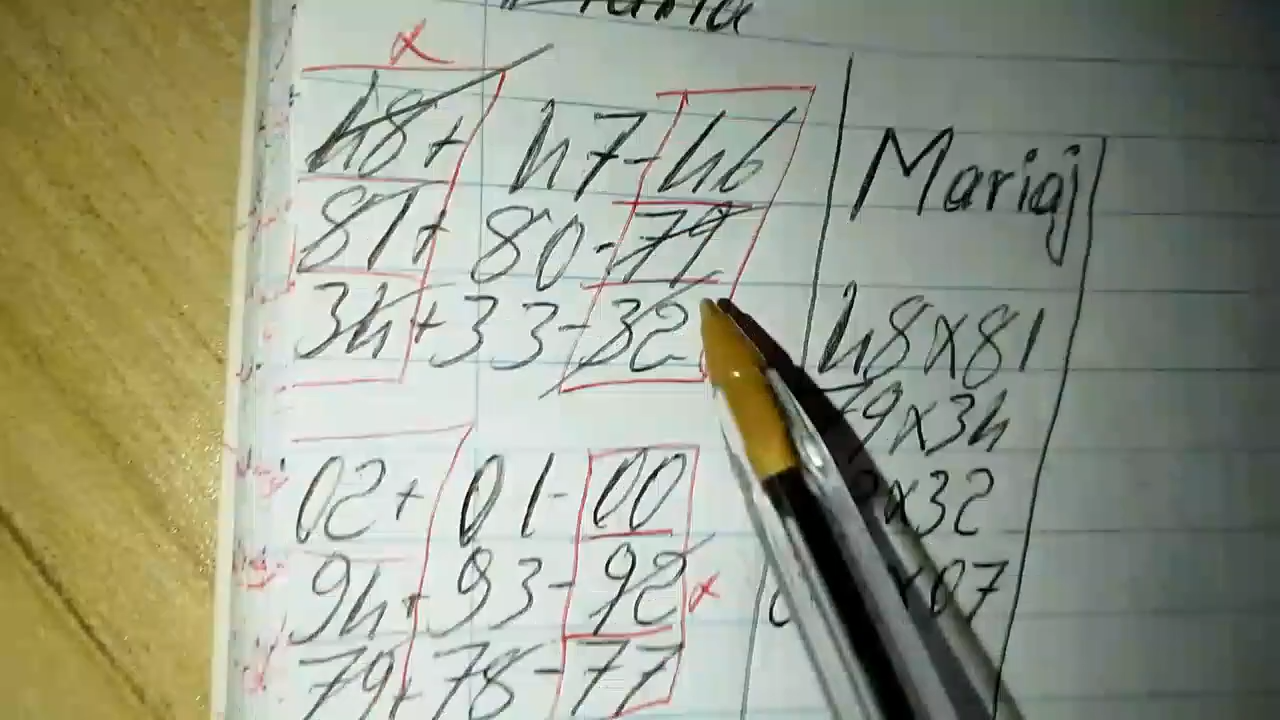 48+ 47-46
81+ 80-79
34+33-32
02+ 01-00
94+ 93-92
79+78-77
Mariaj
48x81
79x34
x32
x07